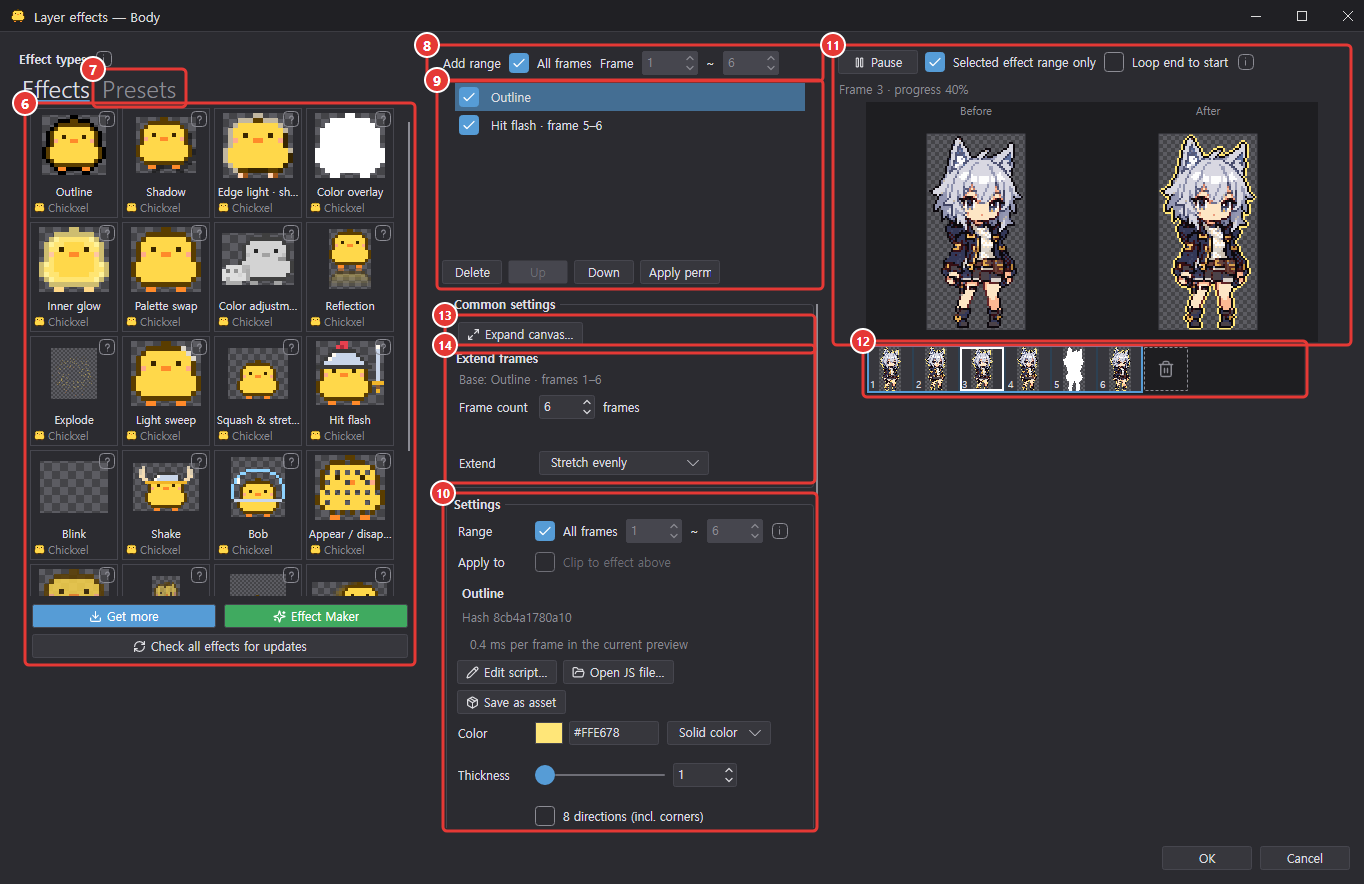 Layer effects — Body
Effect types
Effects Presets
Outline
Chickxel
Shadow
Chickxel
Edge light · sh...
Chickxel
Color overlay
Chickxel
Inner glow
Chickxel
Palette swap
Chickxel
Color adjustm...
Chickxel
Reflection
Chickxel
Explode
Chickxel
Light sweep
Chickxel
Squash & stret...
Chickxel
Hit flash
Chickxel
Blink
Chickxel
Shake
Chickxel
Bob
Chickxel
Appear / disap...
Chickxel
Get more
Effect Maker
Check all effects for updates
6
7
8
Add range All frames Frame 1 ~ 6
9
Outline
Hit flash · frame 5–6
Delete Up Down Apply perm
Common settings
13
Expand canvas...
14
Extend frames
Base: Outline · frames 1–6
Frame count 6 frames
Extend Stretch evenly
10
Settings
Range All frames 1 ~ 6
Apply to Clip to effect above
Outline
Hash 8cb4a1780a10
0.4 ms per frame in the current preview
Edit script... Open JS file...
Save as asset
Color #FFE678 Solid color
Thickness 1
8 directions (incl. corners)
11
Pause Selected effect range only Loop end to start
Frame 3 · progress 40%
Before After
12
1 2 3 4 5 6
OK Cancel